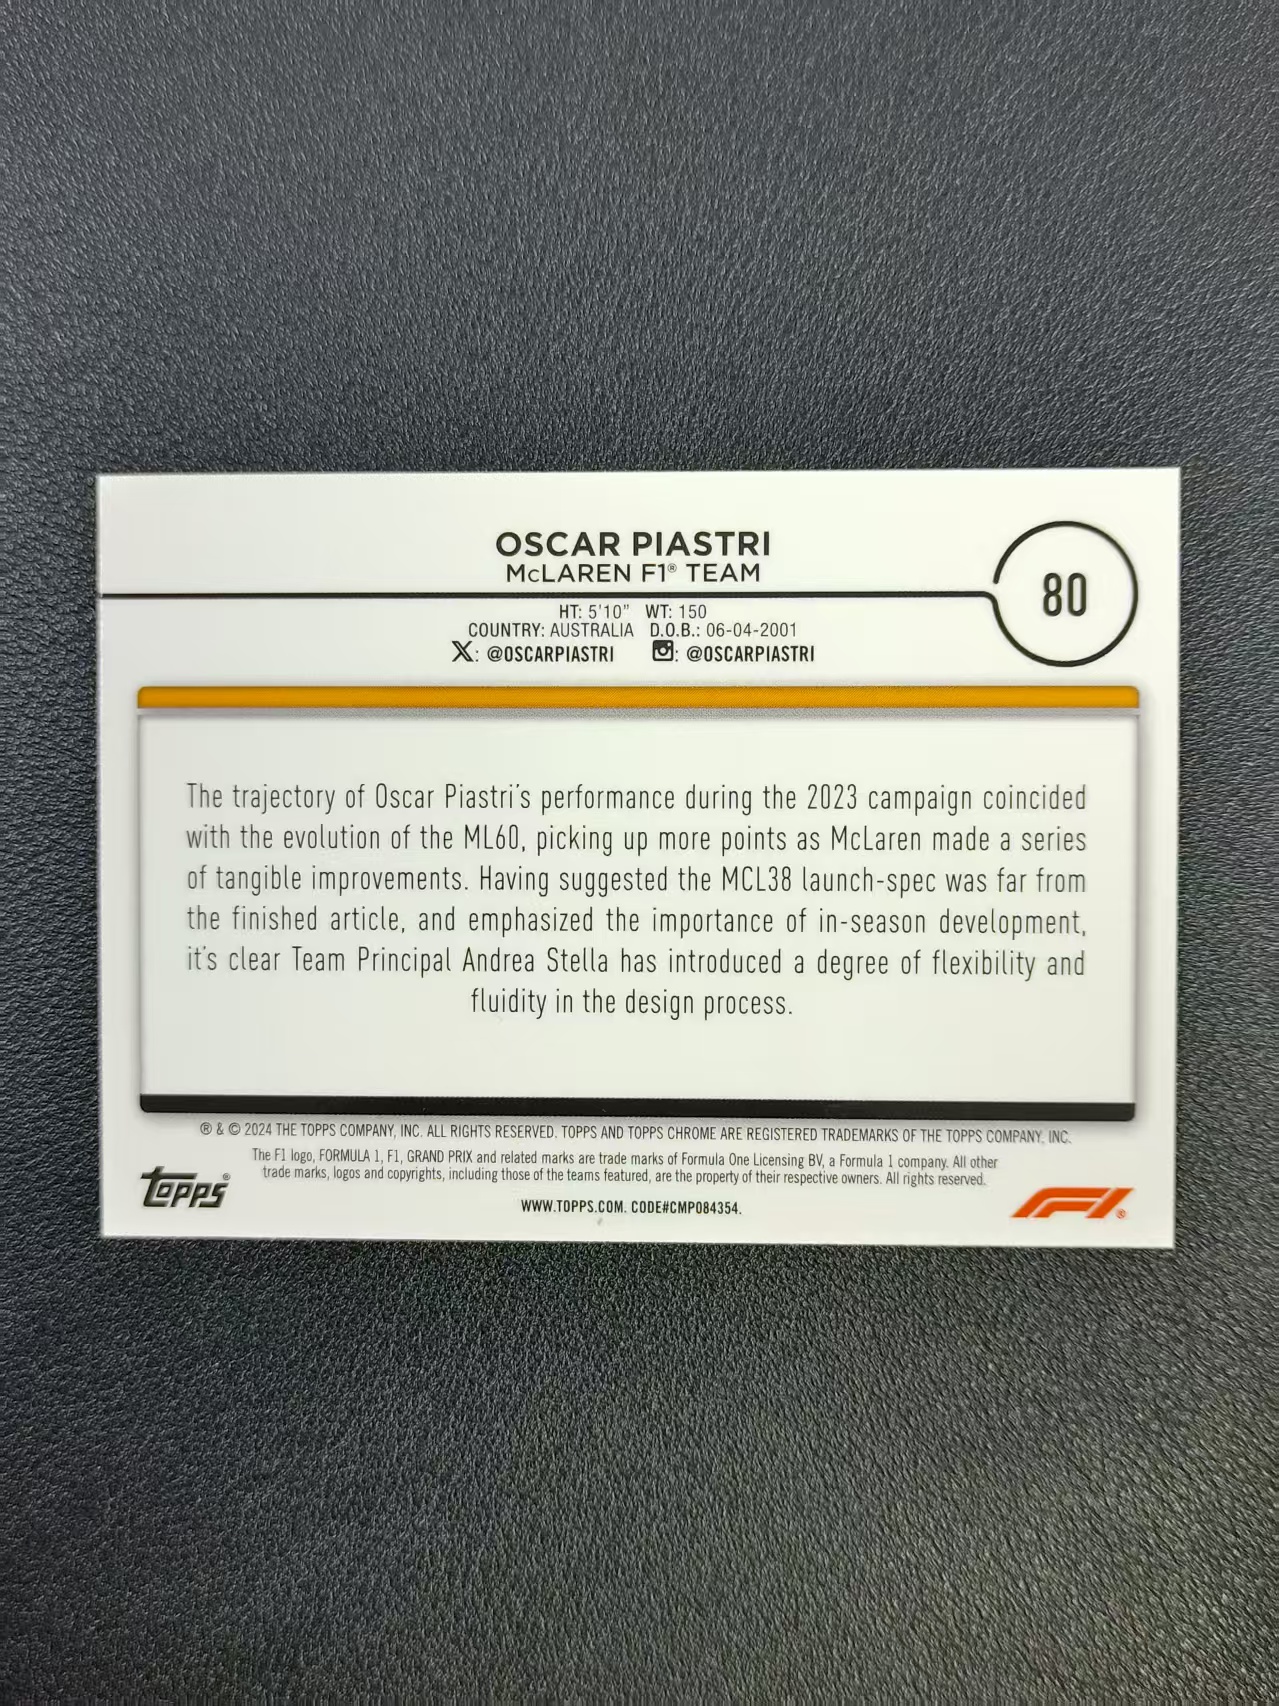 OSCAR PIASTRI
McLAREN F1® TEAM
80
HT: 5'10" WT: 150
COUNTRY: AUSTRALIA D.O.B.: 06-04-2001
X: @OSCARPIASTRI : @OSCARPIASTRI
The trajectory of Oscar Piastri's performance during the 2023 campaign coincided
with the evolution of the ML60, picking up more points as McLaren made a series
of tangible improvements. Having suggested the MCL38 launch-spec was far from
the finished article, and emphasized the importance of in-season development,
it's clear Team Principal Andrea Stella has introduced a degree of flexibility and
fluidity in the design process.
® & © 2024 THE TOPPS COMPANY, INC. ALL RIGHTS RESERVED. TOPPS AND TOPPS CHROME ARE REGISTERED TRADEMARKS OF THE TOPPS COMPANY, INC.
The F1 logo, FORMULA 1, F1, GRAND PRIX and related marks are trade marks of Formula One Licensing BV, a Formula 1 company. All other
trade marks, logos and copyrights, including those of the teams featured, are the property of their respective owners. All rights reserved.
WWW.TOPPS.COM. CODE#CMP084354.
TOPPS®
F1®